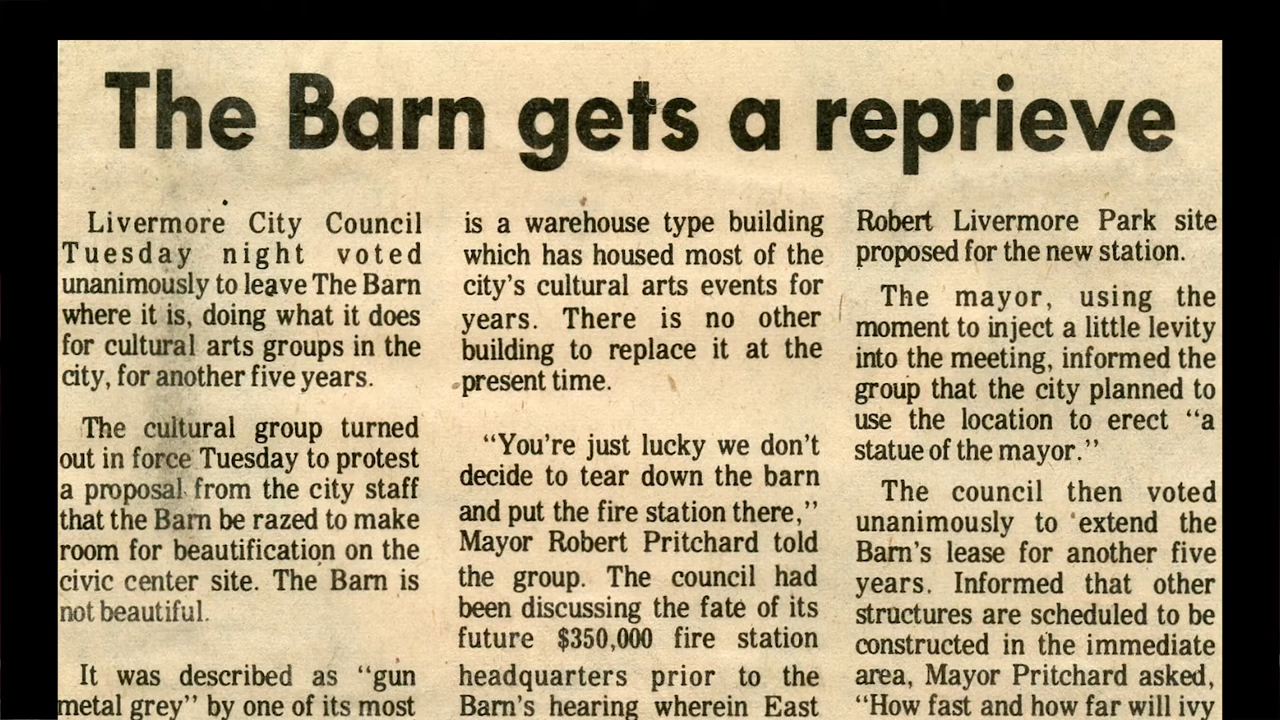 The Barn gets a reprieve
Livermore City Council
Tuesday night voted
unanimously to leave The Barn
where it is, doing what it does
for cultural arts groups in the
city, for another five years.
The cultural group turned
out in force Tuesday to protest
a proposal from the city staff
that the Barn be razed to make
room for beautification on the
civic center site. The Barn is
not beautiful.
It was described as "gun
metal grey" by one of its most
is a warehouse type building
which has housed most of the
city's cultural arts events for
years. There is no other
building to replace it at the
present time.
"You're just lucky we don't
decide to tear down the barn
and put the fire station there,"
Mayor Robert Pritchard told
the group. The council had
been discussing the fate of its
future $350,000 fire station
headquarters prior to the
Barn's hearing wherein East
Robert Livermore Park site
proposed for the new station.
The mayor, using the
moment to inject a little levity
into the meeting, informed the
group that the city planned to
use the location to erect "a
statue of the mayor."
The council then voted
unanimously to extend the
Barn's lease for another five
years. Informed that other
structures are scheduled to be
constructed in the immediate
area, Mayor Pritchard asked,
"How fast and how far will ivy